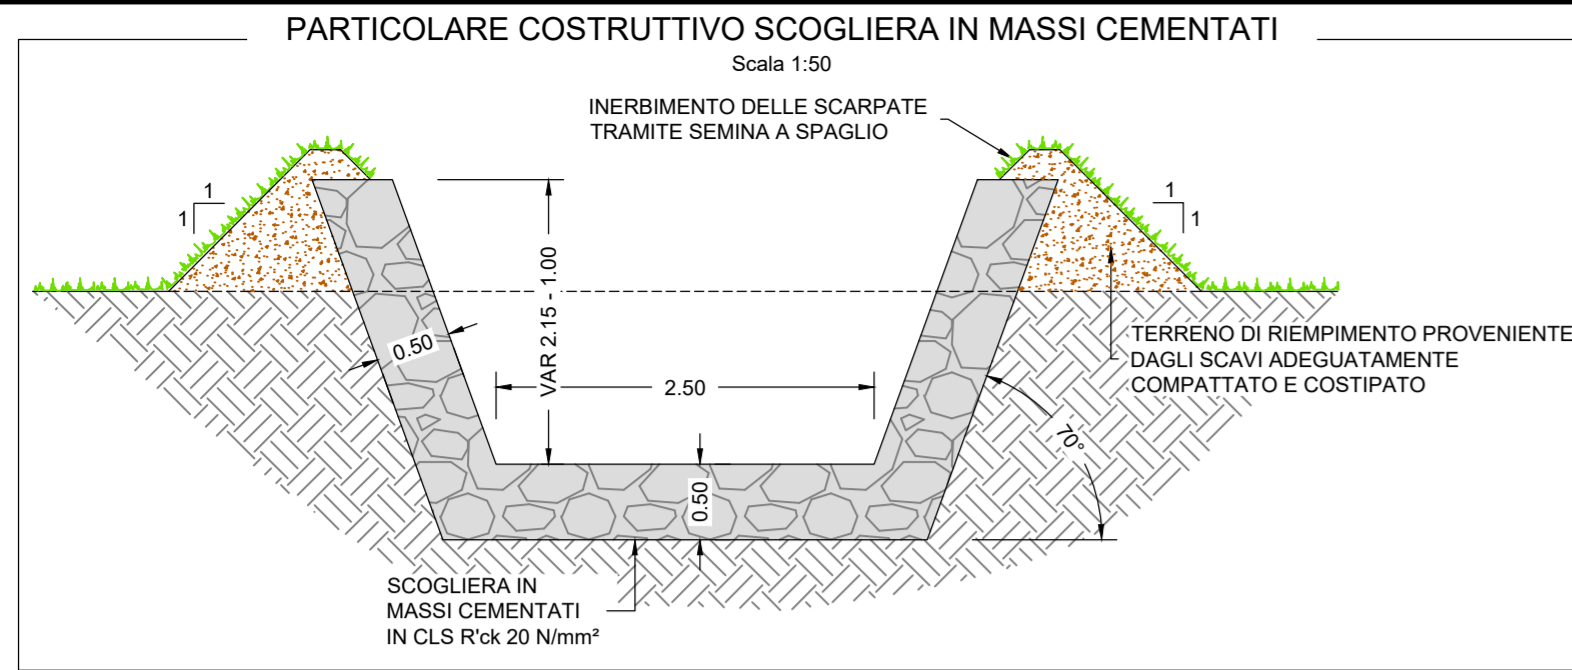 PARTICOLARE COSTRUTTIVO SCOGLIERA IN MASSI CEMENTATI
Scala 1:50
INERBIMENTO DELLE SCARPATE
TRAMITE SEMINA A SPAGLIO
1
1
1
1
VAR 2.15 - 1.00
0.50
2.50
TERRENO DI RIEMPIMENTO PROVENIENTE
DAGLI SCAVI ADEGUATAMENTE
COMPATTATO E COSTIPATO
70°
0.50
SCOGLIERA IN
MASSI CEMENTATI
IN CLS R'ck 20 N/mm²